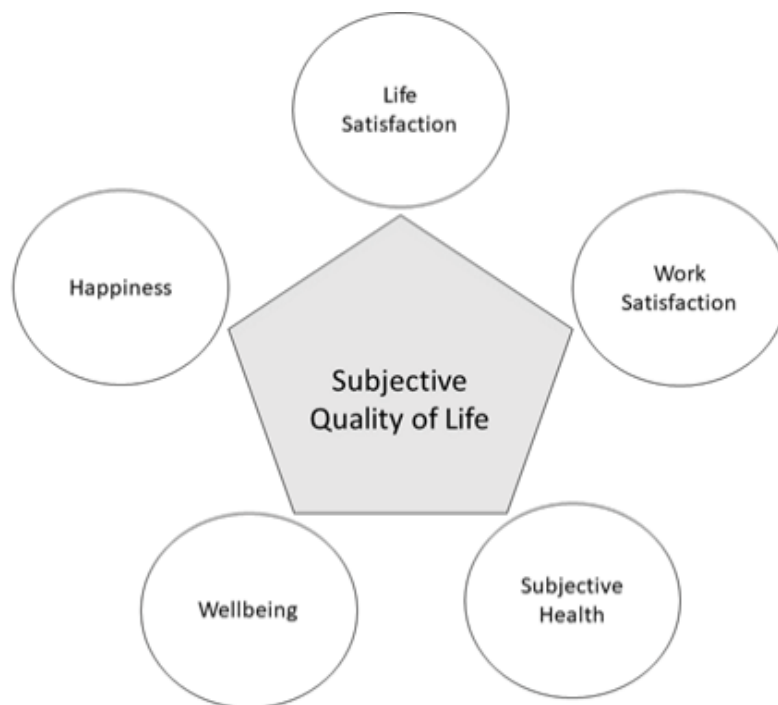 Life
Satisfaction
Happiness
Work
Satisfaction
Subjective
Quality of Life
Wellbeing
Subjective
Health